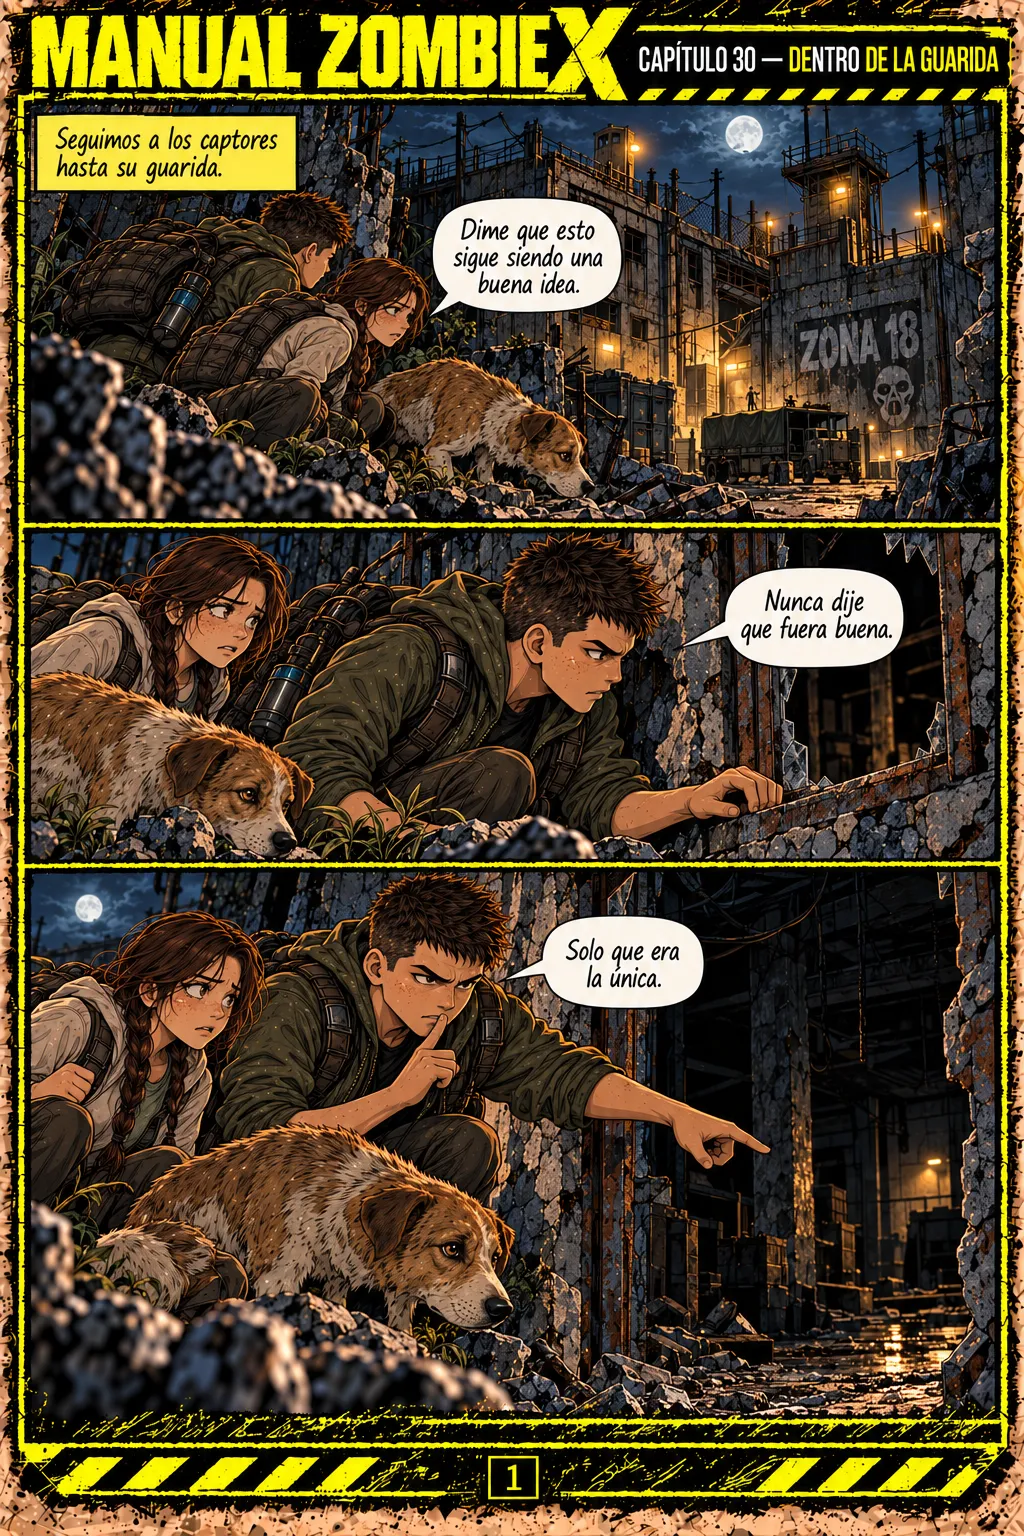 MANUAL ZOMBIE X
CAPÍTULO 30 — DENTRO DE LA GUARIDA
Seguimos a los captores
hasta su guarida.
Dime que esto
sigue siendo una
buena idea.
ZONA 18
Nunca dije
que fuera buena.
Solo que era
la única.
1